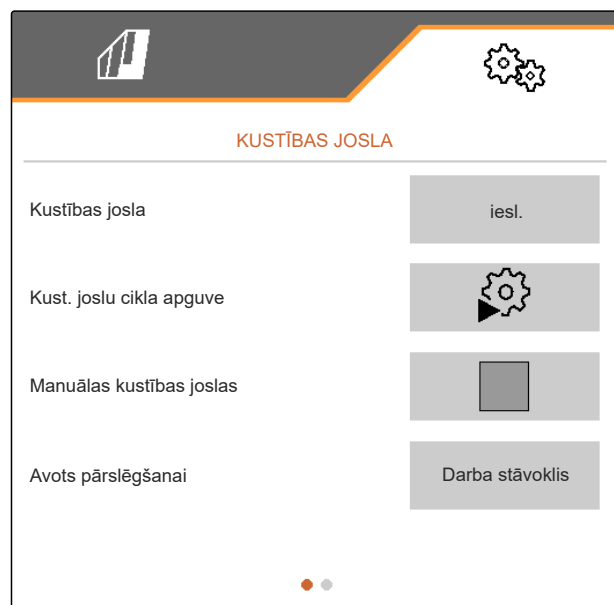 KUSTĪBAS JOSLA
Kustības josla
iesl.
Kust. joslu cikla apguve
Manuālas kustības joslas
Avots pārslēgšanai
Darba stāvoklis